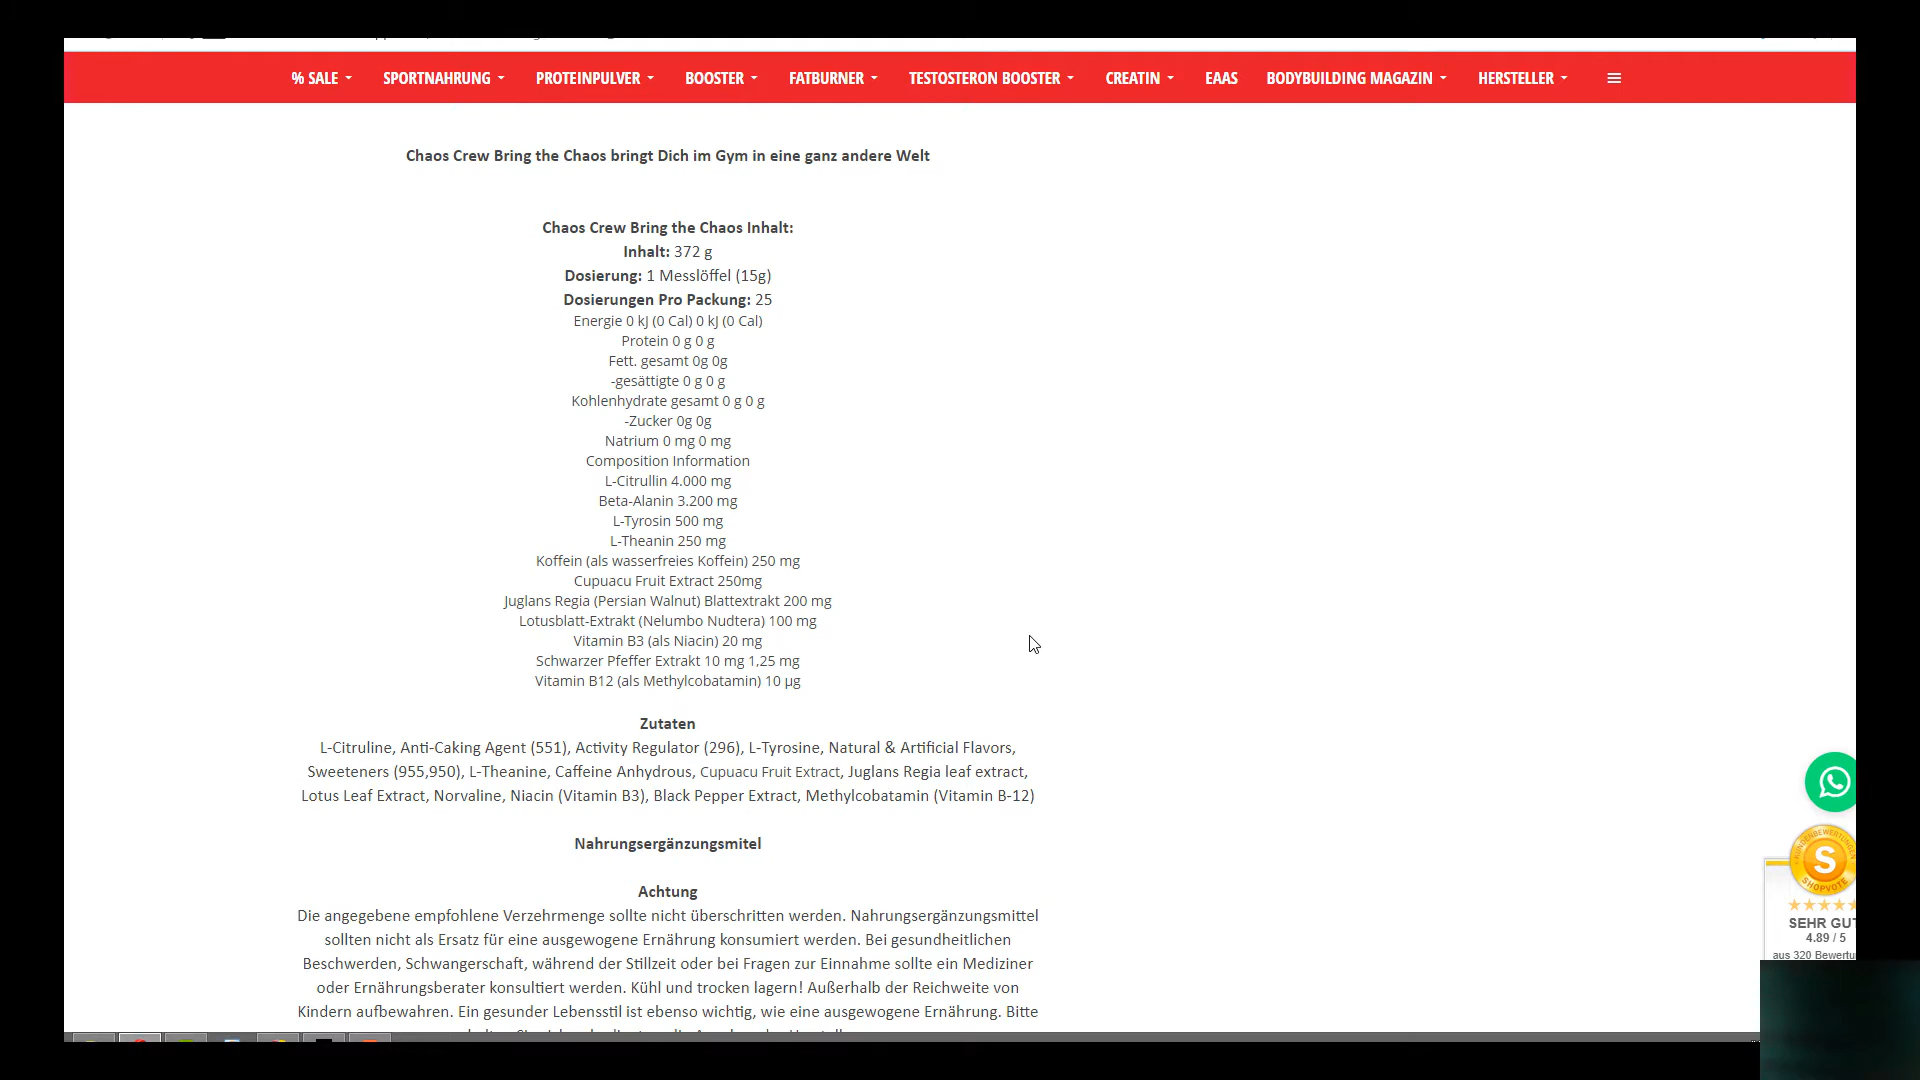 % SALE SPORTNAHRUNG PROTEINPULVER BOOSTER FATBURNER TESTOSTERON BOOSTER CREATIN EAAS BODYBUILDING MAGAZIN HERSTELLER
Chaos Crew Bring the Chaos bringt Dich im Gym in eine ganz andere Welt
Chaos Crew Bring the Chaos Inhalt:
Inhalt: 372 g
Dosierung: 1 Messlöffel (15g)
Dosierungen Pro Packung: 25
Energie 0 kJ (0 Cal) 0 kJ (0 Cal)
Protein 0 g 0 g
Fett. gesamt 0g 0g
-gesättigte 0 g 0 g
Kohlenhydrate gesamt 0 g 0 g
-Zucker 0g 0g
Natrium 0 mg 0 mg
Composition Information
L-Citrullin 4.000 mg
Beta-Alanin 3.200 mg
L-Tyrosin 500 mg
L-Theanin 250 mg
Koffein (als wasserfreies Koffein) 250 mg
Cupuacu Fruit Extract 250mg
Juglans Regia (Persian Walnut) Blattextrakt 200 mg
Lotusblatt-Extrakt (Nelumbo Nudtera) 100 mg
Vitamin B3 (als Niacin) 20 mg
Schwarzer Pfeffer Extrakt 10 mg 1,25 mg
Vitamin B12 (als Methylcobatamin) 10 µg
Zutaten
L-Citruline, Anti-Caking Agent (551), Activity Regulator (296), L-Tyrosine, Natural & Artificial Flavors,
Sweeteners (955,950), L-Theanine, Caffeine Anhydrous, Cupuacu Fruit Extract, Juglans Regia leaf extract,
Lotus Leaf Extract, Norvaline, Niacin (Vitamin B3), Black Pepper Extract, Methylcobatamin (Vitamin B-12)
Nahrungsergänzungsmitel
Achtung
Die angegebene empfohlene Verzehrmenge sollte nicht überschritten werden. Nahrungsergänzungsmittel
sollten nicht als Ersatz für eine ausgewogene Ernährung konsumiert werden. Bei gesundheitlichen
Beschwerden, Schwangerschaft, während der Stillzeit oder bei Fragen zur Einnahme sollte ein Mediziner
oder Ernährungsberater konsultiert werden. Kühl und trocken lagern! Außerhalb der Reichweite von
Kindern aufbewahren. Ein gesunder Lebensstil ist ebenso wichtig, wie eine ausgewogene Ernährung. Bitte
KUNDENBEWERTUNGEN
S
SHOPVOTE
SEHR GUT
4.89 / 5
aus 320 Bewertu